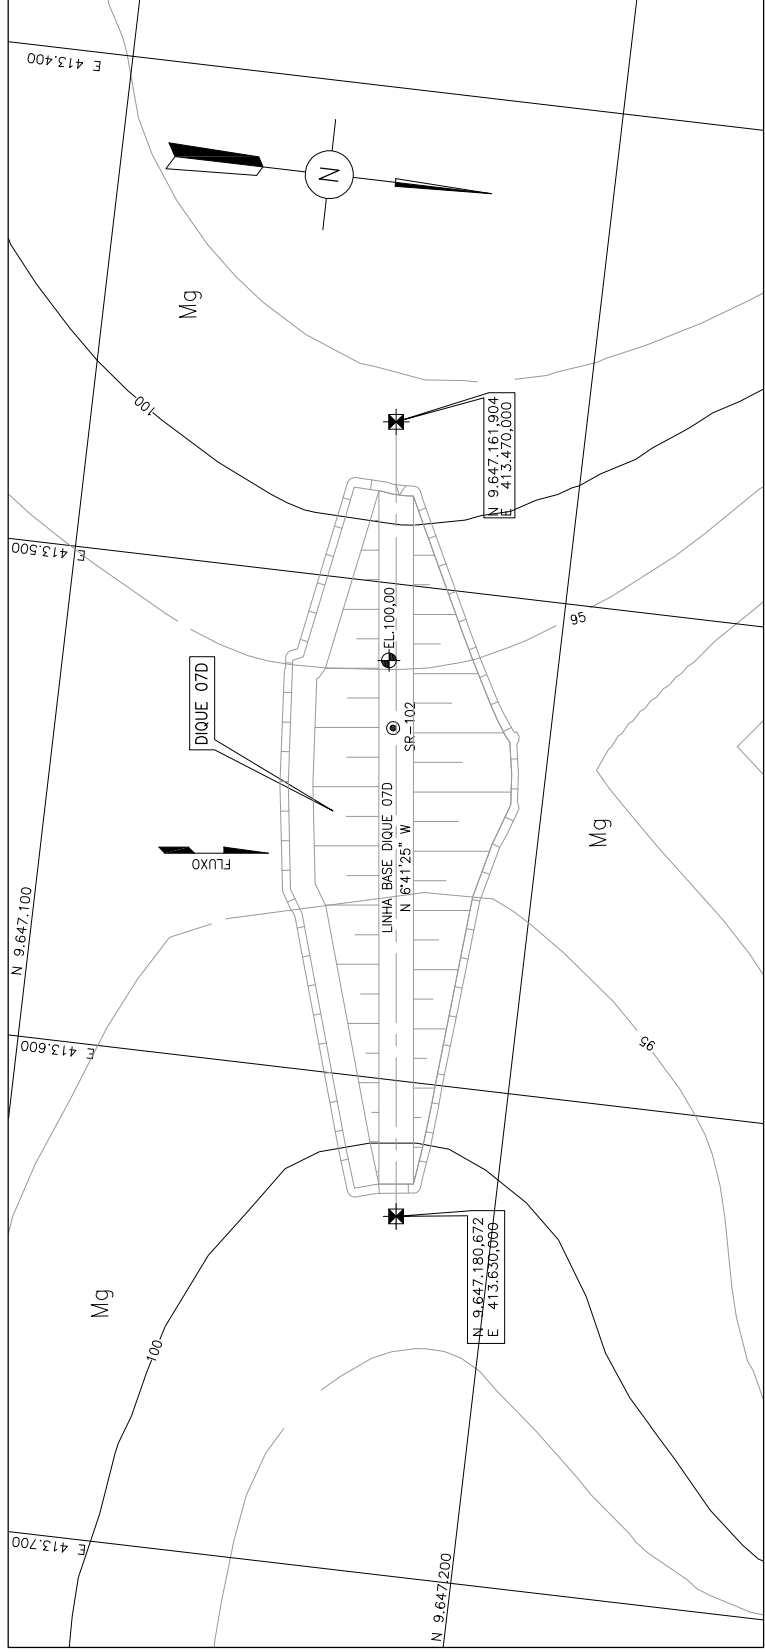 E 413.400
N
Mg
100
N 9.647.161,904
E 413.470,000
E 413.500
95
EL.100,00
DIQUE 07D
SR-102
LINHA BASE DIQUE 07D
N 6°41'25" W
Mg
FLUXO
N 9.647.100
E 413.600
95
N 9.647.180,672
E 413.630,000
Mg
100
E 413.700
N 9.647.200